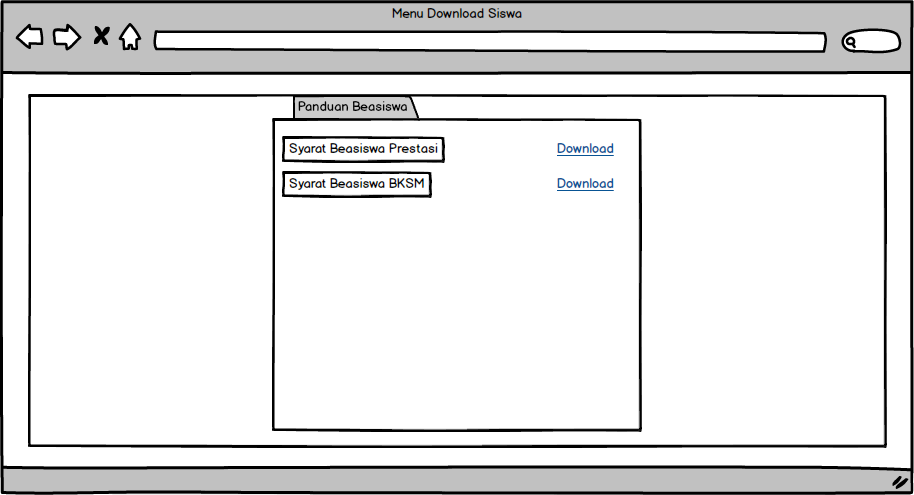 Menu Download Siswa
Panduan Beasiswa
Syarat Beasiswa Prestasi Download
Syarat Beasiswa BKSM Download